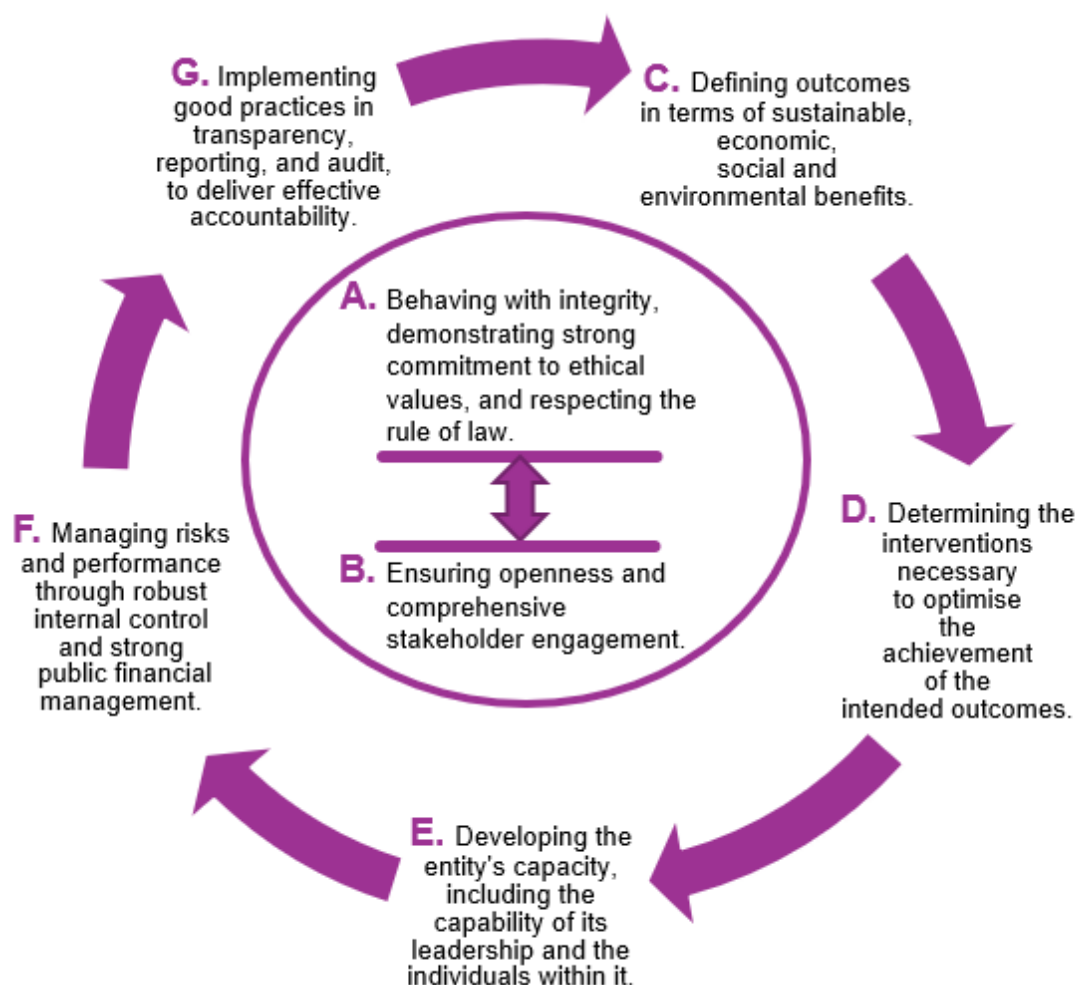 A. Behaving with integrity,
demonstrating strong
commitment to ethical
values, and respecting the
rule of law.
B. Ensuring openness and
comprehensive
stakeholder engagement.
C. Defining outcomes
in terms of sustainable,
economic,
social and
environmental benefits.
D. Determining the
interventions
necessary
to optimise
the
achievement
of the
intended outcomes.
E. Developing the
entity's capacity,
including the
capability of its
leadership and the
individuals within it.
F. Managing risks
and performance
through robust
internal control
and strong
public financial
management.
G. Implementing
good practices in
transparency,
reporting, and audit,
to deliver effective
accountability.